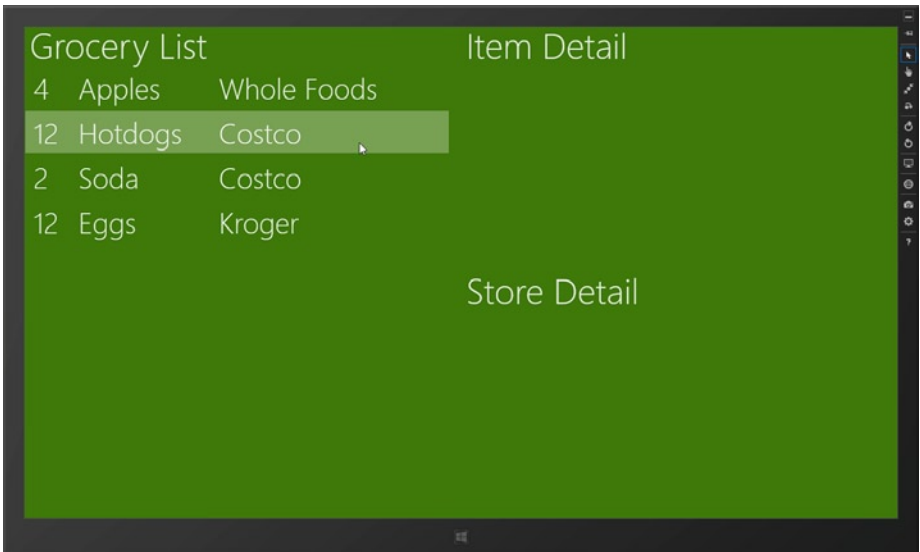 Grocery List
4 Apples Whole Foods
12 Hotdogs Costco
2 Soda Costco
12 Eggs Kroger
Item Detail
Store Detail
?